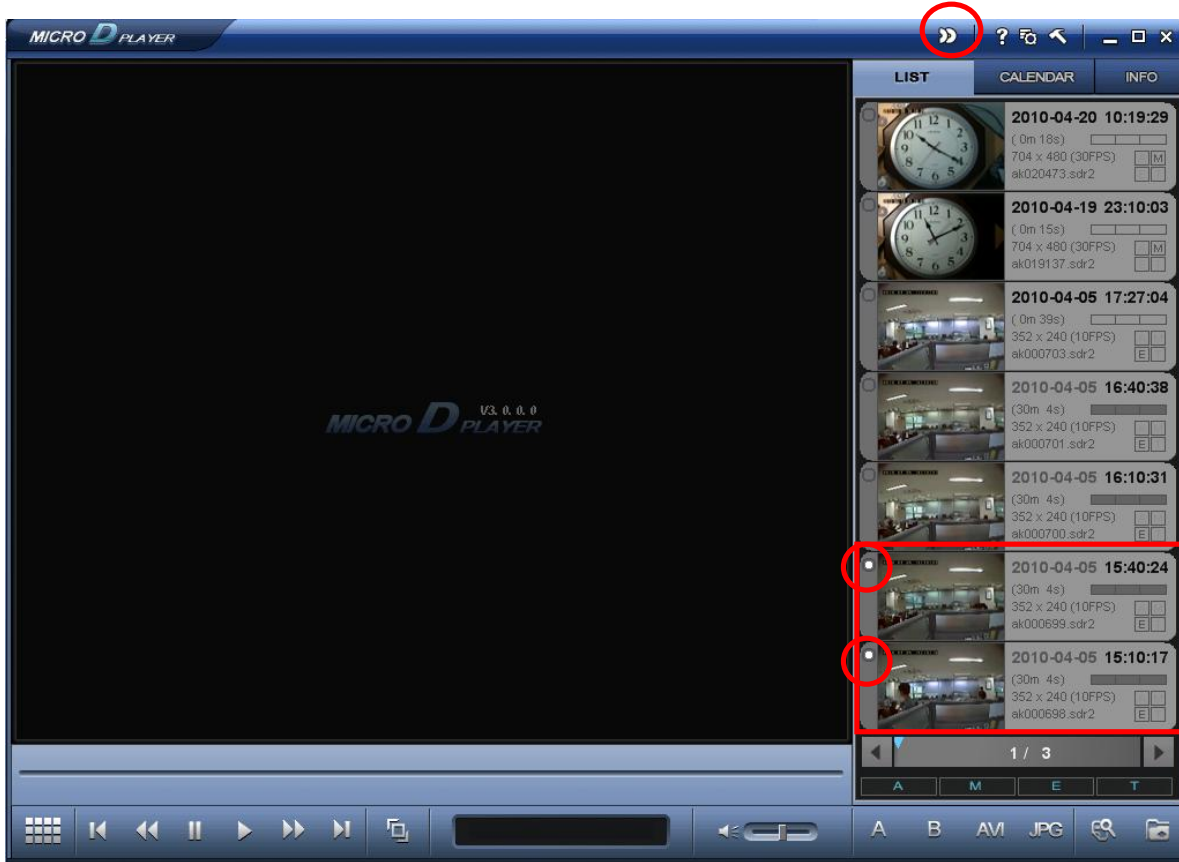 MICRO D PLAYER
?
LIST CALENDAR INFO
2010-04-20 10:19:29
( 0m 18s)
704 x 480 (30FPS) M
ak020473.sdr2
2010-04-19 23:10:03
( 0m 15s)
704 x 480 (30FPS) M
ak019137.sdr2
2010-04-05 17:27:04
( 0m 39s)
352 x 240 (10FPS)
ak000703.sdr2 E
2010-04-05 16:40:38
(30m 4s)
352 x 240 (10FPS)
ak000701.sdr2 E
2010-04-05 16:10:31
(30m 4s)
352 x 240 (10FPS)
ak000700.sdr2 E
2010-04-05 15:40:24
(30m 4s)
352 x 240 (10FPS)
ak000699.sdr2 E
2010-04-05 15:10:17
(30m 4s)
352 x 240 (10FPS)
ak000698.sdr2 E
MICRO D PLAYER V3.0.0.0
1 / 3
A M E T
A B AVI JPG